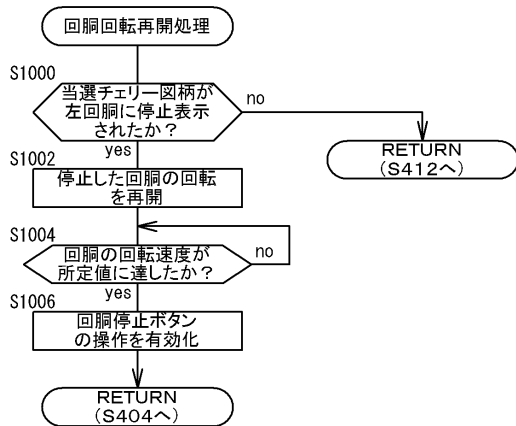 回胴回転再開処理
S1000
当選チェリー図柄が
左回胴に停止表示
されたか？
no
yes
RETURN
(S412へ)
S1002
停止した回胴の回転
を再開
S1004
回胴の回転速度が
所定値に達したか？
no
yes
S1006
回胴停止ボタン
の操作を有効化
RETURN
(S404へ)